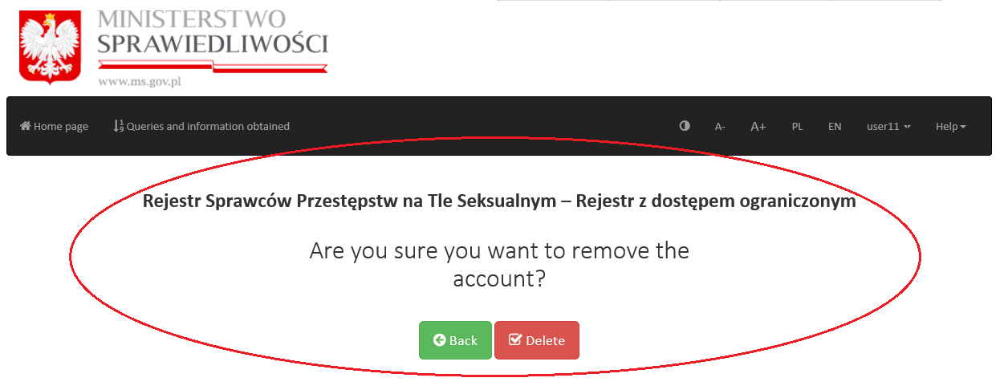 MINISTERSTWO
SPRAWIEDLIWOŚCI
www.ms.gov.pl
Home page Queries and information obtained A- A+ PL EN user11 Help
Rejestr Sprawców Przestępstw na Tle Seksualnym – Rejestr z dostępem ograniczonym
Are you sure you want to remove the
account?
Back Delete